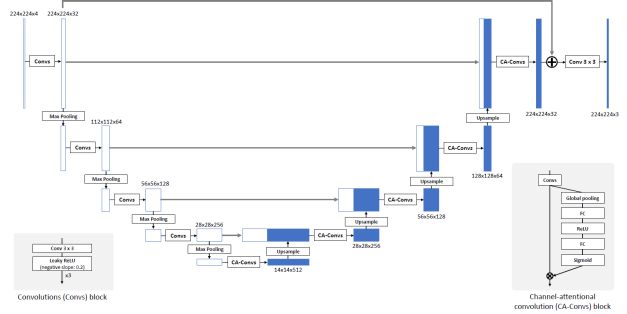 224x224x4
224x224x32
Convs
CA-Convs
Conv 3 x 3
Max Pooling
Upsample
224x224x32
224x224x3
112x112x64
Convs
CA-Convs
Max Pooling
Upsample
128x128x64
56x56x128
Convs
CA-Convs
Max Pooling
Upsample
56x56x128
28x28x256
Convs
CA-Convs
Max Pooling
Upsample
28x28x256
CA-Convs
14x14x512
Conv 3 x 3
Leaky ReLU
(negative slope: 0.2)
x3
Convolutions (Convs) block
Convs
Global pooling
FC
ReLU
FC
Sigmoid
Channel-attentional
convolution (CA-Convs) block